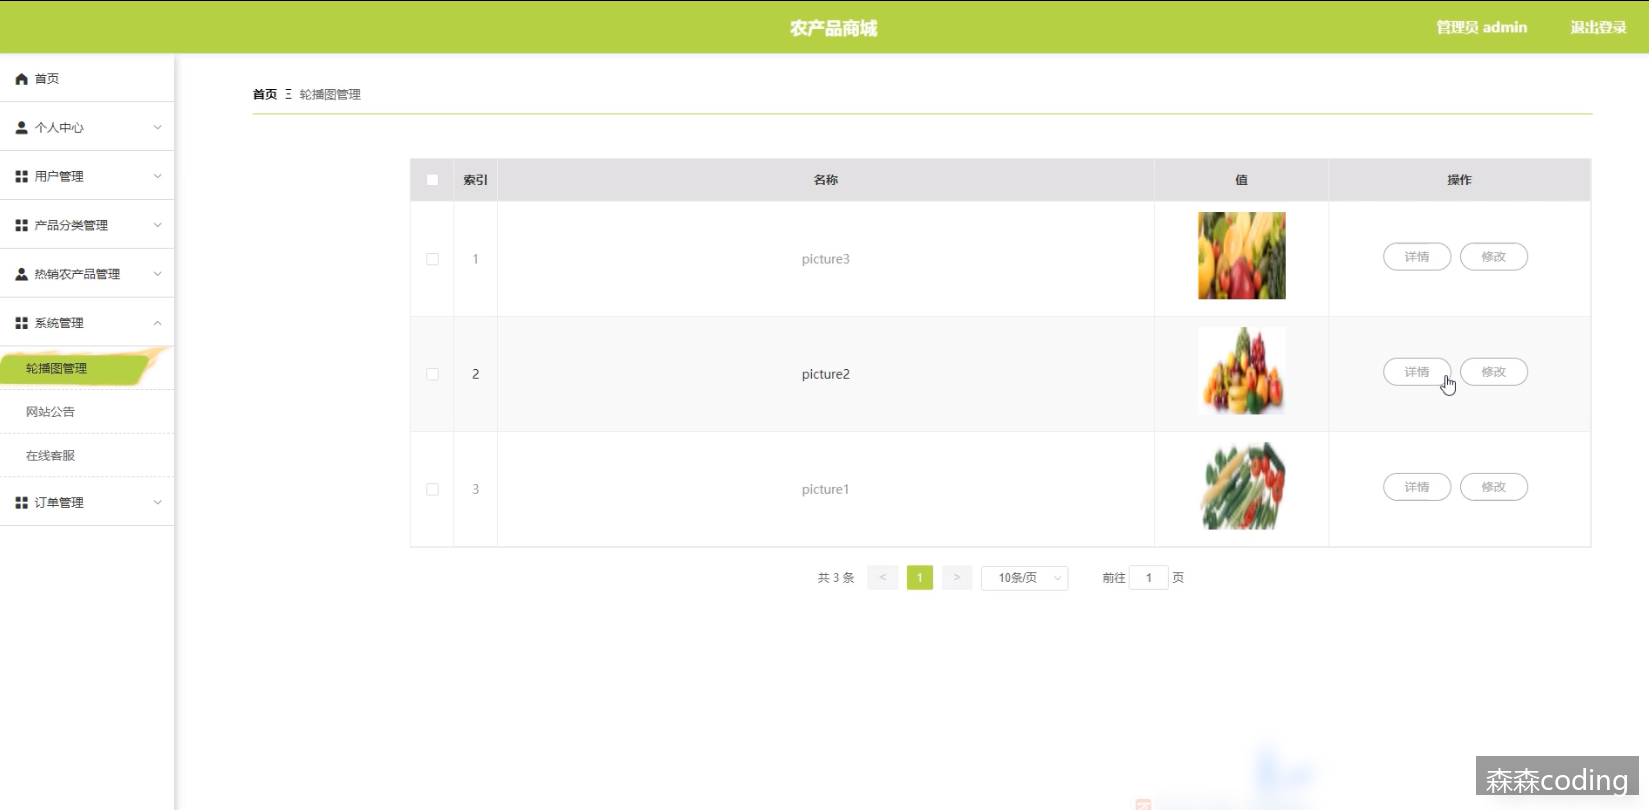 农产品商城
管理员 admin
退出登录
首页
个人中心
用户管理
产品分类管理
热销农产品管理
系统管理
轮播图管理
网站公告
在线客服
订单管理
首页 Ξ 轮播图管理
索引 名称 值 操作
1 picture3 详情 修改
2 picture2 详情 修改
3 picture1 详情 修改
共 3 条 < 1 > 10条/页 前往 1 页
森森coding